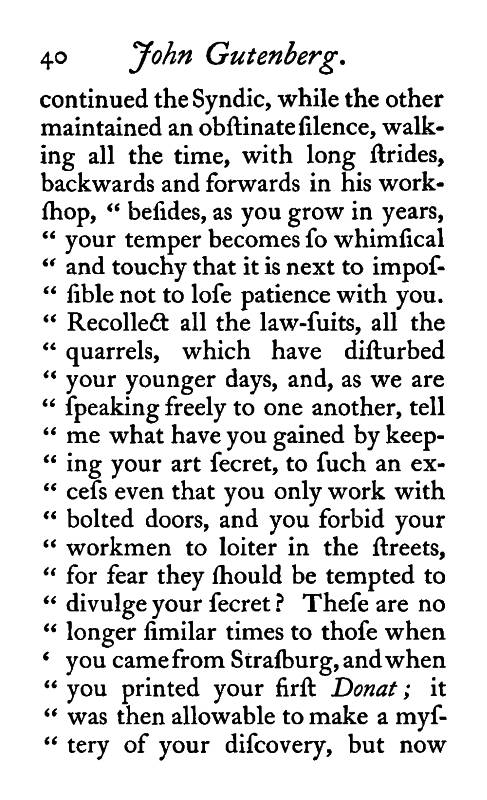 40 John Gutenberg.
continued the Syndic, while the other
maintained an obſtinate ſilence, walk-
ing all the time, with long ſtrides,
backwards and forwards in his work-
ſhop, “ beſides, as you grow in years,
“ your temper becomes ſo whimſical
“ and touchy that it is next to impoſ-
“ ſible not to loſe patience with you.
“ Recollect all the law-ſuits, all the
“ quarrels, which have diſturbed
“ your younger days, and, as we are
“ ſpeaking freely to one another, tell
“ me what have you gained by keep-
“ ing your art ſecret, to ſuch an ex-
“ ceſs even that you only work with
“ bolted doors, and you forbid your
“ workmen to loiter in the ſtreets,
“ for fear they ſhould be tempted to
“ divulge your ſecret ? Theſe are no
“ longer ſimilar times to thoſe when
‘ you came from Straſburg, and when
“ you printed your firſt Donat ; it
“ was then allowable to make a myſ-
“ tery of your diſcovery, but now